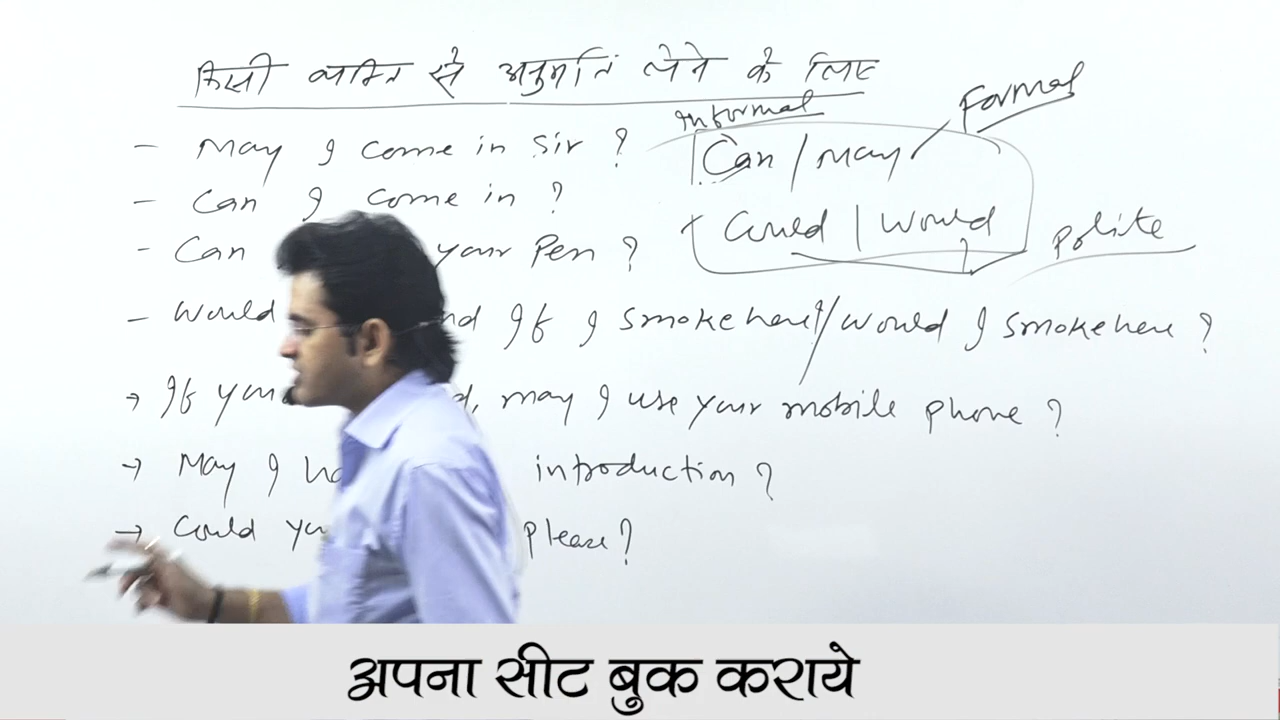 किसी व्यक्ति से अनुमति लेने के लिए
- May I come in Sir ?
- Can I come in ?
- Can your Pen ?
Informal
Can / May
Formal
Could | Would
Polite
- Would If I smoke here?/Would I smoke here ?
→ If you may I use your mobile phone ?
→ May I introduction ?
→ Could please ?
अपना सीट बुक कराये